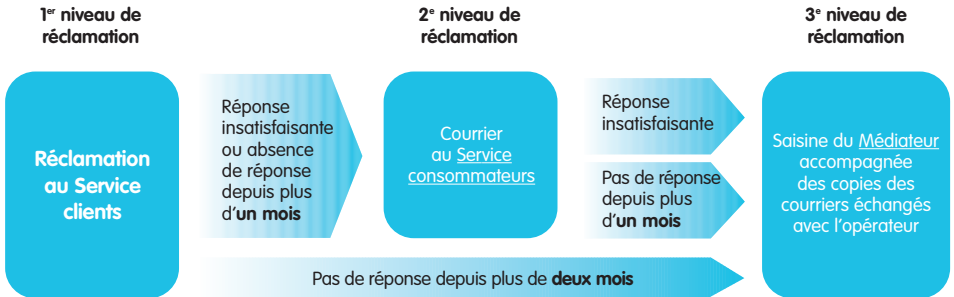 1er niveau de
réclamation
2e niveau de
réclamation
3e niveau de
réclamation
Réclamation
au Service
clients
Réponse
insatisfaisante
ou absence
de réponse
depuis plus
d'un mois
Courrier
au Service
consommateurs
Réponse
insatisfaisante
Pas de réponse
depuis plus
d'un mois
Saisine du Médiateur
accompagnée
des copies des
courriers échangés
avec l'opérateur
Pas de réponse depuis plus de deux mois